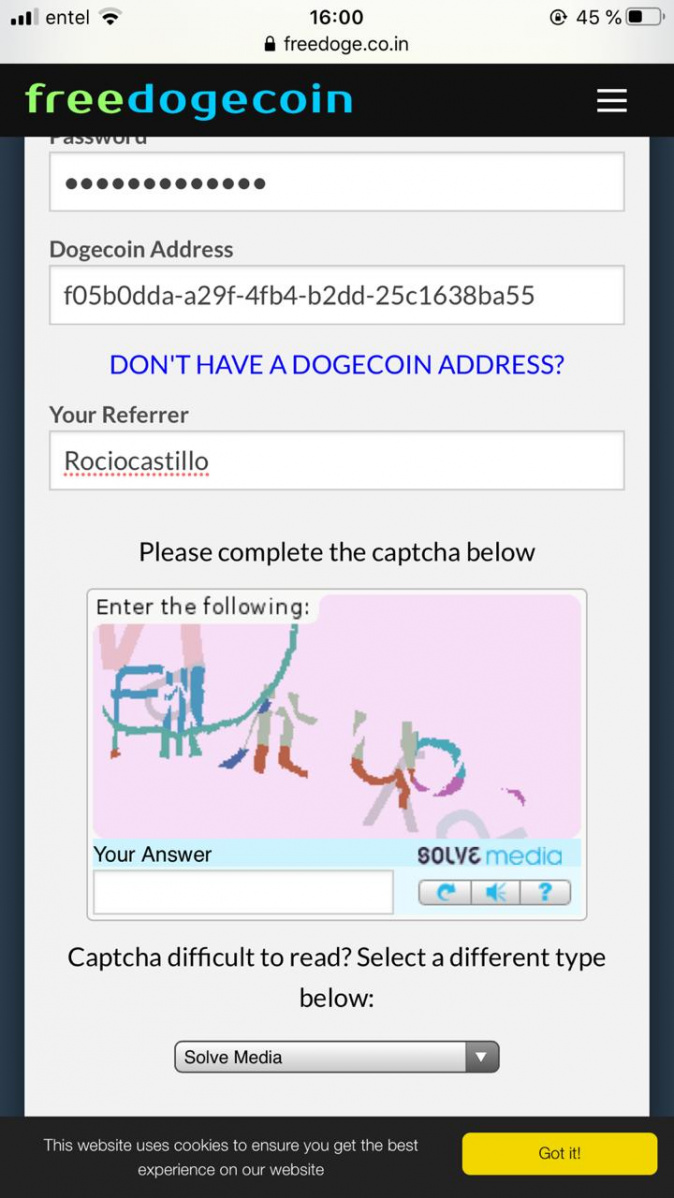 entel
16:00
45 %
freedoge.co.in
freedogecoin
Password
•••••••••••••
Dogecoin Address
f05b0dda-a29f-4fb4-b2dd-25c1638ba55
DON'T HAVE A DOGECOIN ADDRESS?
Your Referrer
Rociocastillo
Please complete the captcha below
Enter the following:
Your Answer
SOLVE media
?
Captcha difficult to read? Select a different type
below:
Solve Media
This website uses cookies to ensure you get the best
experience on our website
Got it!